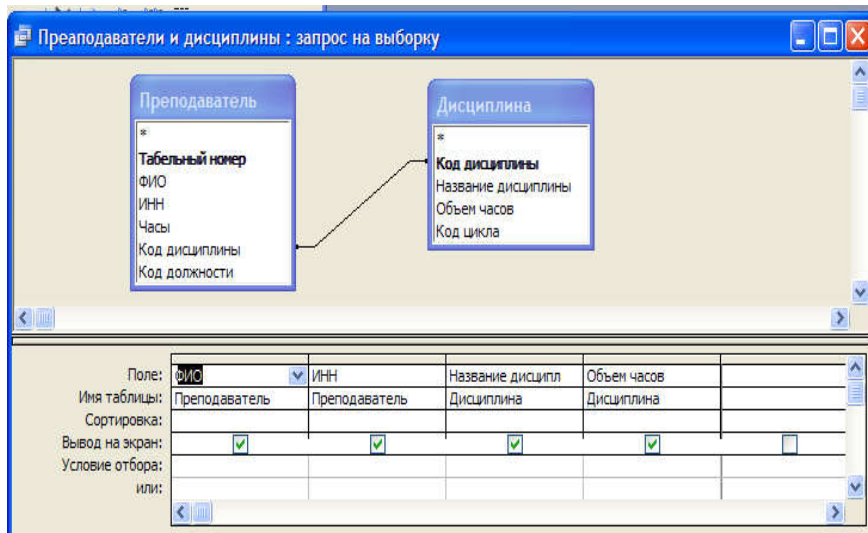 Преаподаватели и дисциплины : запрос на выборку
Преподаватель
*
Табельный номер
ФИО
ИНН
Часы
Код дисциплины
Код должности
Дисциплина
*
Код дисциплины
Название дисциплины
Объем часов
Код цикла
Поле: ФИО ИНН Название дисципл Объем часов
Имя таблицы: Преподаватель Преподаватель Дисциплина Дисциплина
Сортировка:
Вывод на экран:
Условие отбора:
или: